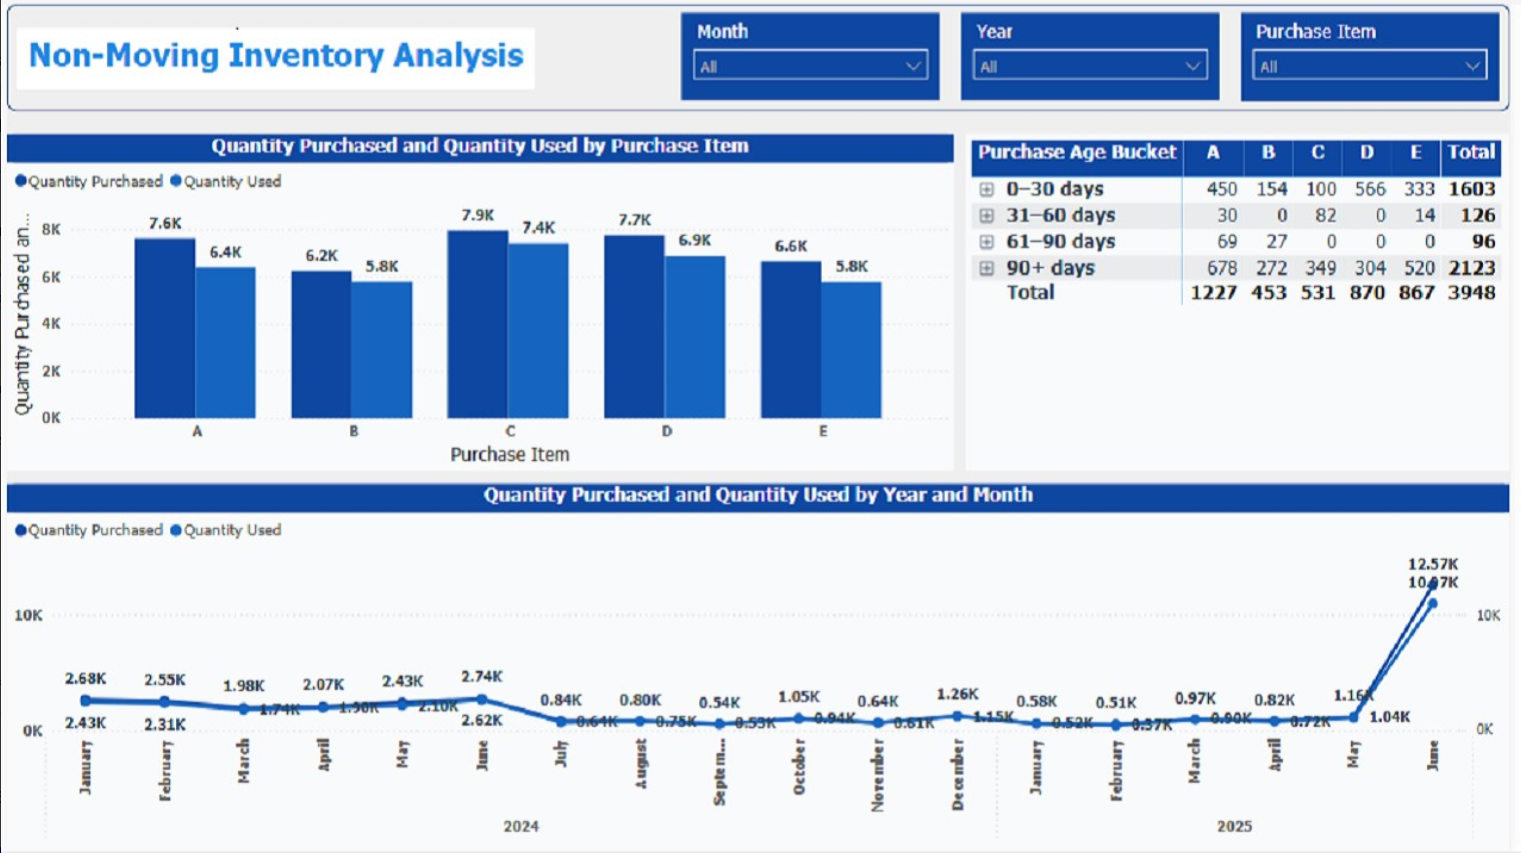 Non-Moving Inventory Analysis
Month
All
Year
All
Purchase Item
All
Quantity Purchased and Quantity Used by Purchase Item
Quantity Purchased Quantity Used
Quantity Purchased an...
8K
6K
4K
2K
0K
7.6K
6.4K
6.2K
5.8K
7.9K
7.4K
7.7K
6.9K
6.6K
5.8K
A B C D E
Purchase Item
Purchase Age Bucket A B C D E Total
0–30 days 450 154 100 566 333 1603
31–60 days 30 0 82 0 14 126
61–90 days 69 27 0 0 0 96
90+ days 678 272 349 304 520 2123
Total 1227 453 531 870 867 3948
Quantity Purchased and Quantity Used by Year and Month
Quantity Purchased Quantity Used
10K
0K
2.68K 2.55K 1.98K 2.07K 2.43K 2.74K 0.84K 0.80K 0.54K 1.05K 0.64K 1.26K 0.58K 0.51K 0.97K 0.82K 1.16K 12.57K
2.43K 2.31K 1.74K 2.10K 2.62K 0.64K 0.75K 0.53K 0.94K 0.61K 1.15K 0.52K 0.90K 0.72K 1.04K 10.97K
10K
0K
January February March April May June July August Septem... October November December January February March April May June
2024 2025